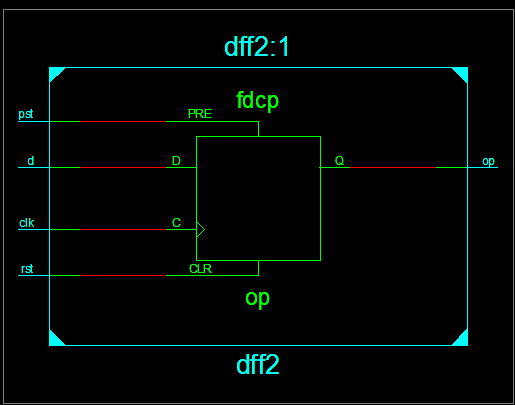 dff2:1
fdcp
pst PRE
d D Q op
clk C
rst CLR
op
dff2